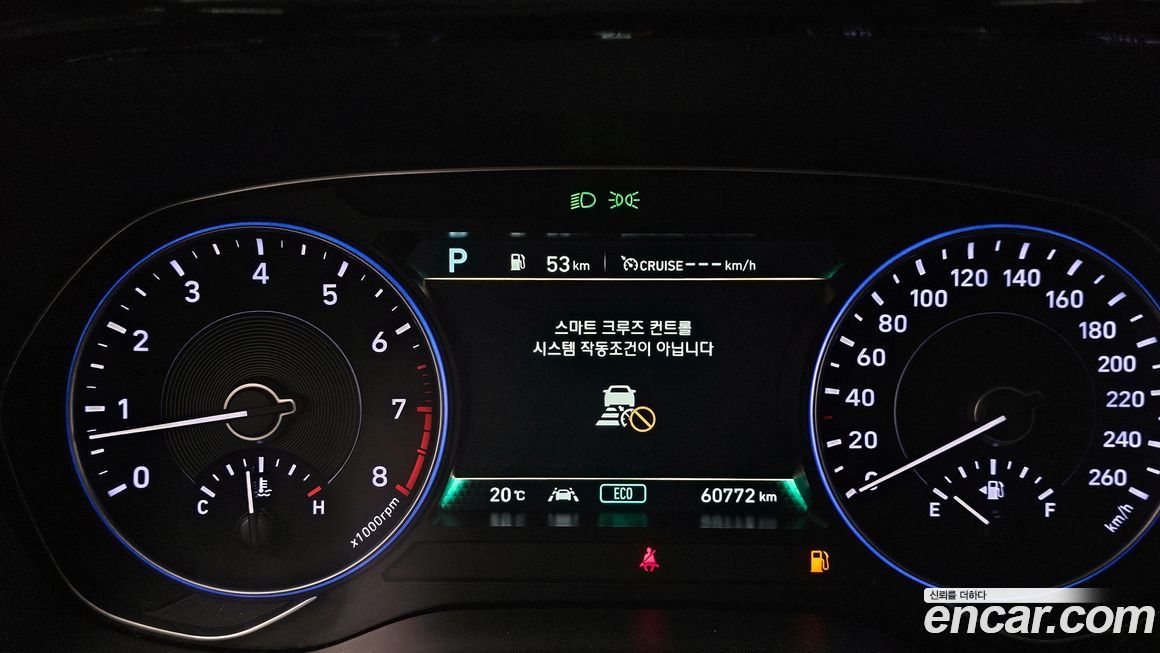 P 53 km CRUISE --- km/h
스마트 크루즈 컨트롤
시스템 작동조건이 아닙니다
20 ℃ ECO 60772 km
0 1 2 3 4 5 6 7 8
x1000rpm
C H
0 20 40 60 80 100 120 140 160 180 200 220 240 260
km/h
E F
신뢰를 더하다
encar.com